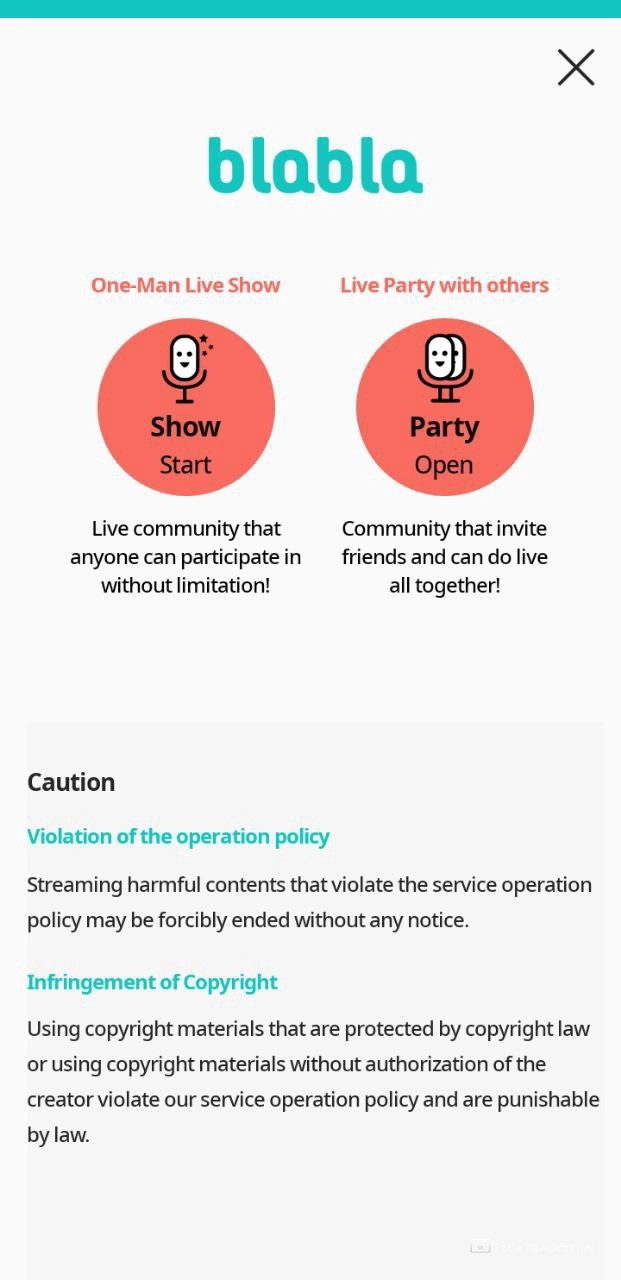 blabla
One-Man Live Show
Live Party with others
Show
Start
Party
Open
Live community that
anyone can participate in
without limitation!
Community that invite
friends and can do live
all together!
Caution
Violation of the operation policy
Streaming harmful contents that violate the service operation
policy may be forcibly ended without any notice.
Infringement of Copyright
Using copyright materials that are protected by copyright law
or using copyright materials without authorization of the
creator violate our service operation policy and are punishable
by law.